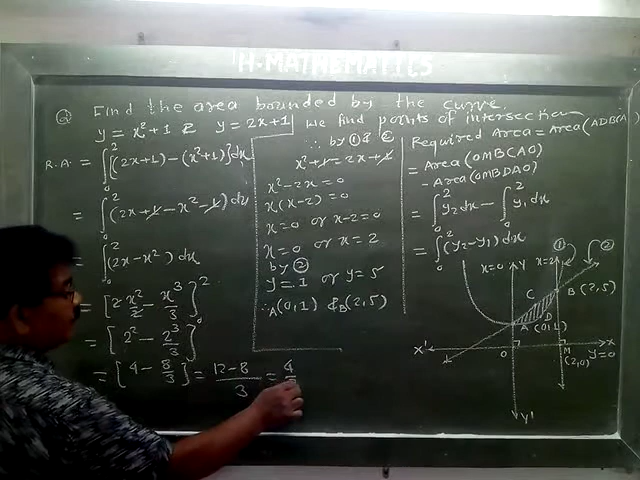 H-MATHEMATICS
Q Find the area bounded by the curve.
y = x² + 1 & y = 2x + 1
We find points of intersection
∴ by ① & ②
x² + 1 = 2x + 1
x² - 2x = 0
x(x-2) = 0
x = 0 or x-2 = 0
x = 0 or x = 2
by ②
y = 1 or y = 5
∴ A(0,1) & B(2,5)
Required Area = Area(ADBCA)
= Area(OMBCAO)
- Area(OMBDAO)
= ∫₀² y₂ dx - ∫₀² y₁ dx
= ∫₀² (y₂ - y₁) dx
R.A. = ∫₀² [(2x+1) - (x²+1)] dx
= ∫₀² (2x + 1 - x² - 1) dx
= ∫₀² (2x - x²) dx
= [2 x²/2 - x³/3]₀²
= [2² - 2³/3]
= [4 - 8/3] = (12-8)/3 = 4/
x=0 Y x=2 ① ②
C B(2,5)
D
A (0,1)
X' O M X
(2,0) y=0
Y'